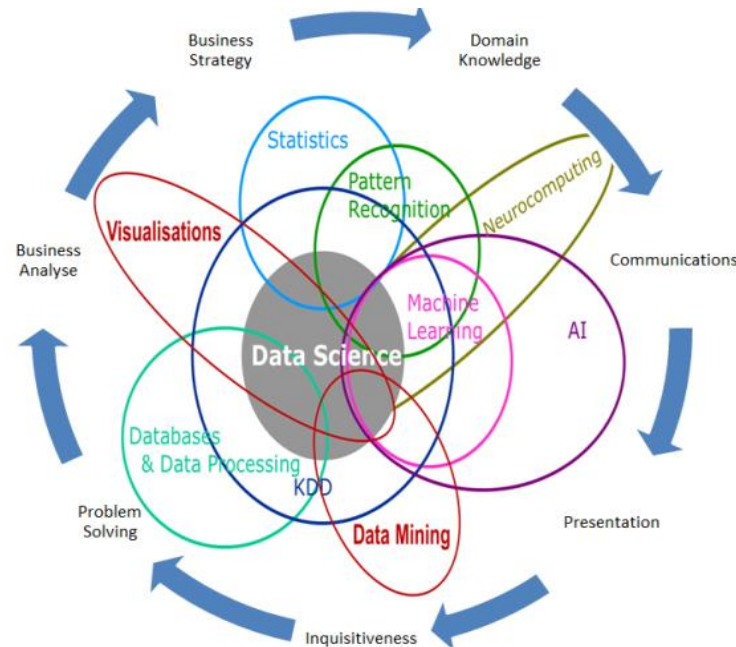 Business
Strategy
Domain
Knowledge
Statistics
Pattern
Recognition
Neurocomputing
Visualisations
Business
Analyse
Communications
Machine
Learning
AI
Data Science
Databases
& Data Processing
KDD
Problem
Solving
Data Mining
Presentation
Inquisitiveness